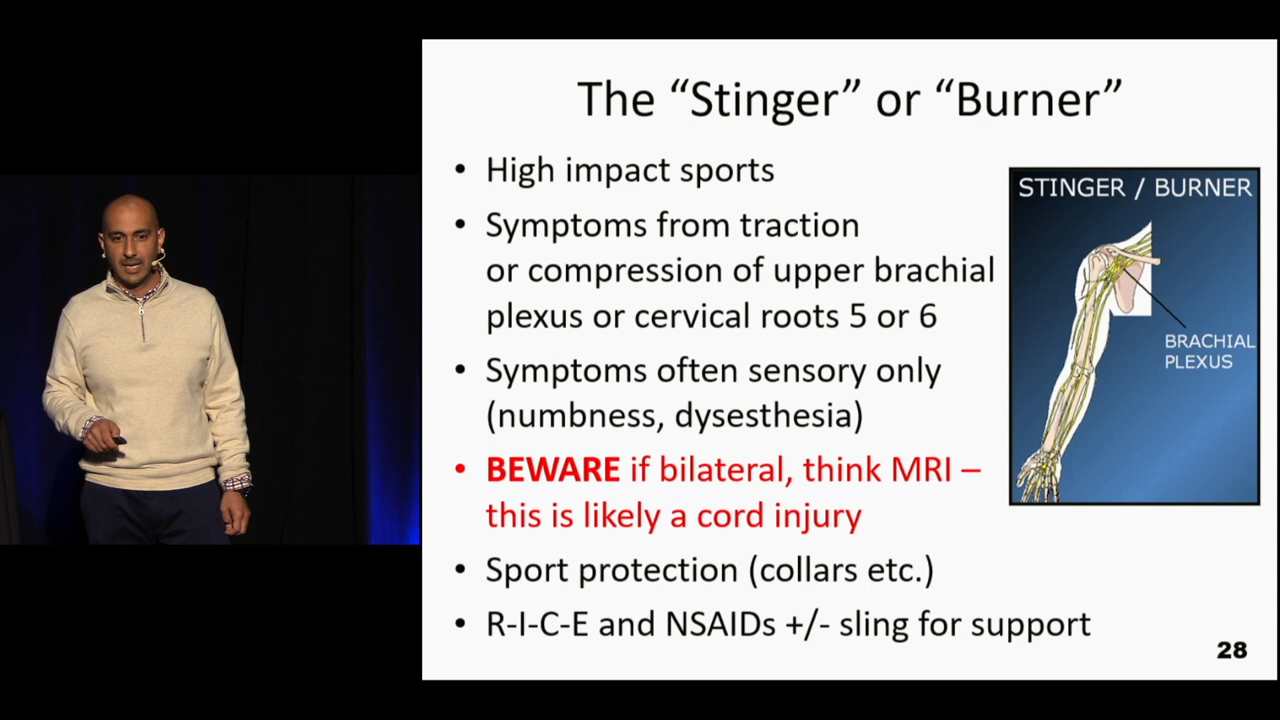 The “Stinger” or “Burner”
• High impact sports
• Symptoms from traction
or compression of upper brachial
plexus or cervical roots 5 or 6
• Symptoms often sensory only
(numbness, dysesthesia)
• BEWARE if bilateral, think MRI –
this is likely a cord injury
• Sport protection (collars etc.)
• R-I-C-E and NSAIDs +/- sling for support
STINGER / BURNER
BRACHIAL
PLEXUS
28